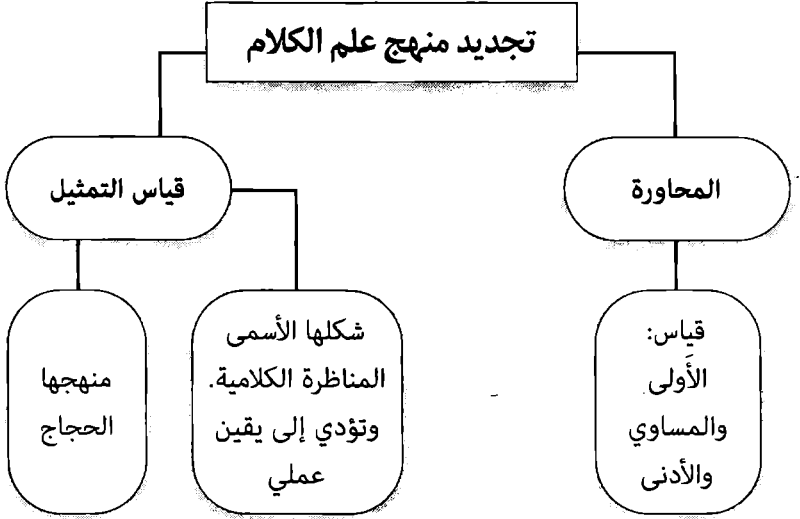 تجديد منهج علم الكلام
المحاورة
قياس التمثيل
قياس:
الأَولى
والمساوي
والأدنى
شكلها الأسمى
المناظرة الكلامية.
وتؤدي إلى يقين
عملي
منهجها
الحجاج